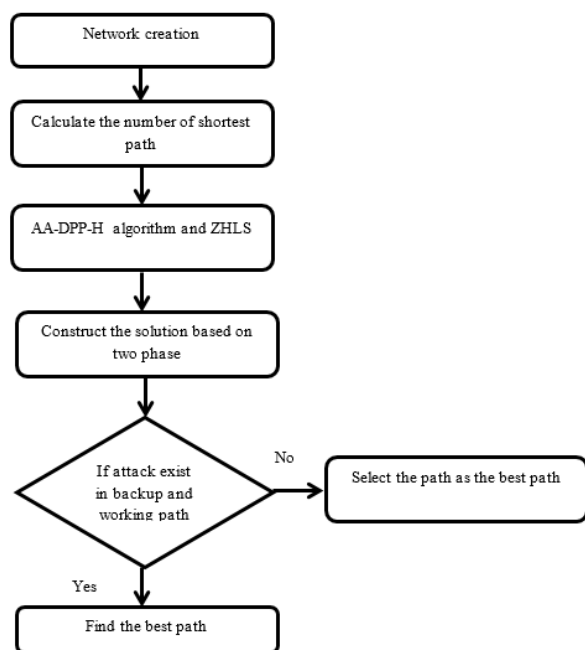 Network creation
Calculate the number of shortest
path
AA-DPP-H algorithm and ZHLS
Construct the solution based on
two phase
If attack exist
in backup and
working path
No
Select the path as the best path
Yes
Find the best path